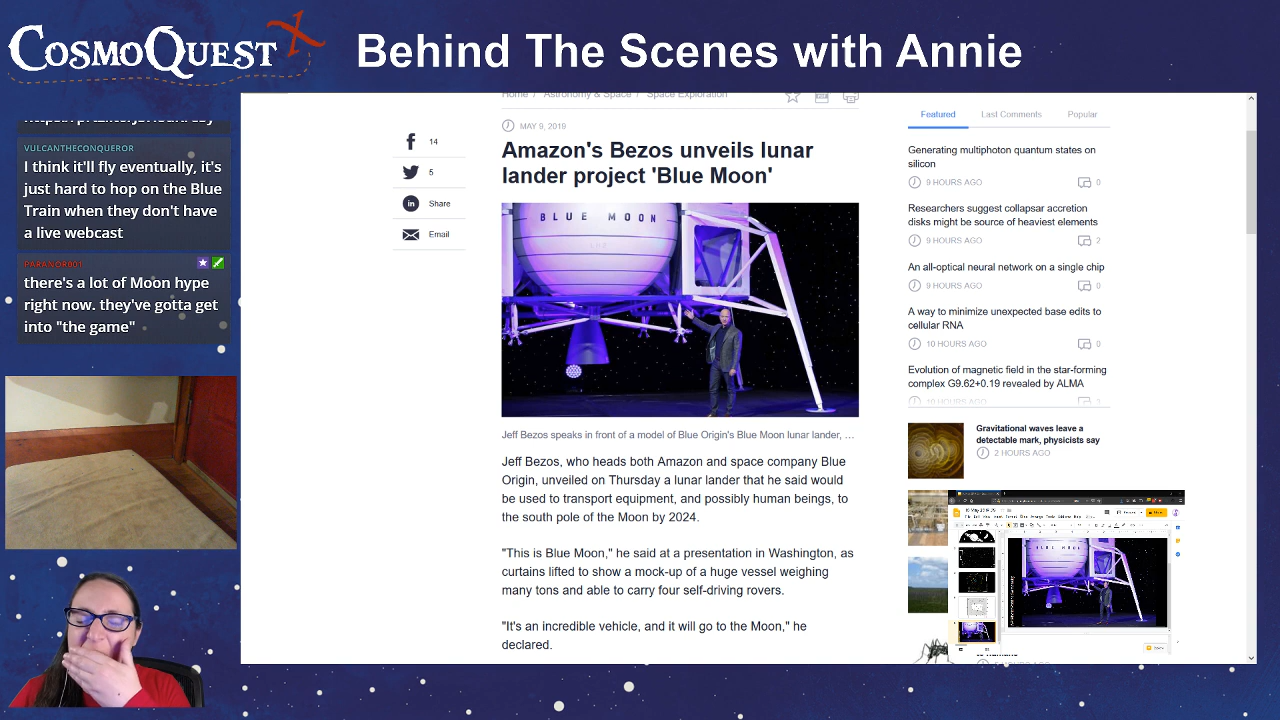 CosmoQuest X
Behind The Scenes with Annie
VULCANTHECONQUEROR
I think it'll fly eventually, it's
just hard to hop on the Blue
Train when they don't have
a live webcast
PARANOR001
there's a lot of Moon hype
right now. they've gotta get
into "the game"
Home / Astronomy & Space / Space Exploration
MAY 9, 2019
Amazon's Bezos unveils lunar
lander project 'Blue Moon'
14
5
Share
Email
BLUE MOON
Jeff Bezos speaks in front of a model of Blue Origin's Blue Moon lunar lander, ...
Jeff Bezos, who heads both Amazon and space company Blue
Origin, unveiled on Thursday a lunar lander that he said would
be used to transport equipment, and possibly human beings, to
the south pole of the Moon by 2024.
"This is Blue Moon," he said at a presentation in Washington, as
curtains lifted to show a mock-up of a huge vessel weighing
many tons and able to carry four self-driving rovers.
"It's an incredible vehicle, and it will go to the Moon," he
declared.
Featured Last Comments Popular
Generating multiphoton quantum states on
silicon
9 HOURS AGO 0
Researchers suggest collapsar accretion
disks might be source of heaviest elements
9 HOURS AGO 2
An all-optical neural network on a single chip
9 HOURS AGO 0
A way to minimize unexpected base edits to
cellular RNA
10 HOURS AGO 0
Evolution of magnetic field in the star-forming
complex G9.62+0.19 revealed by ALMA
10 HOURS AGO
Gravitational waves leave a
detectable mark, physicists say
2 HOURS AGO
BLUE MOON